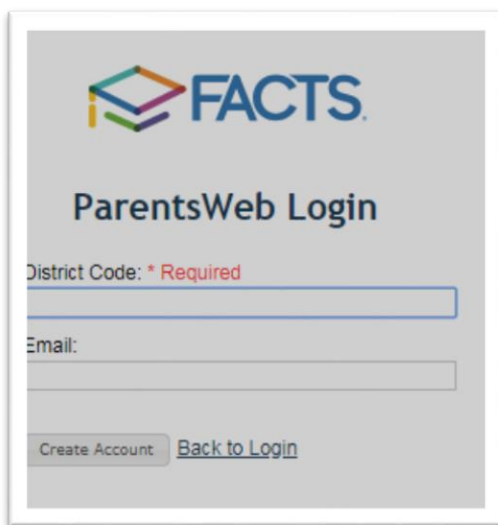 FACTS.
ParentsWeb Login
District Code: * Required
Email:
Create Account Back to Login